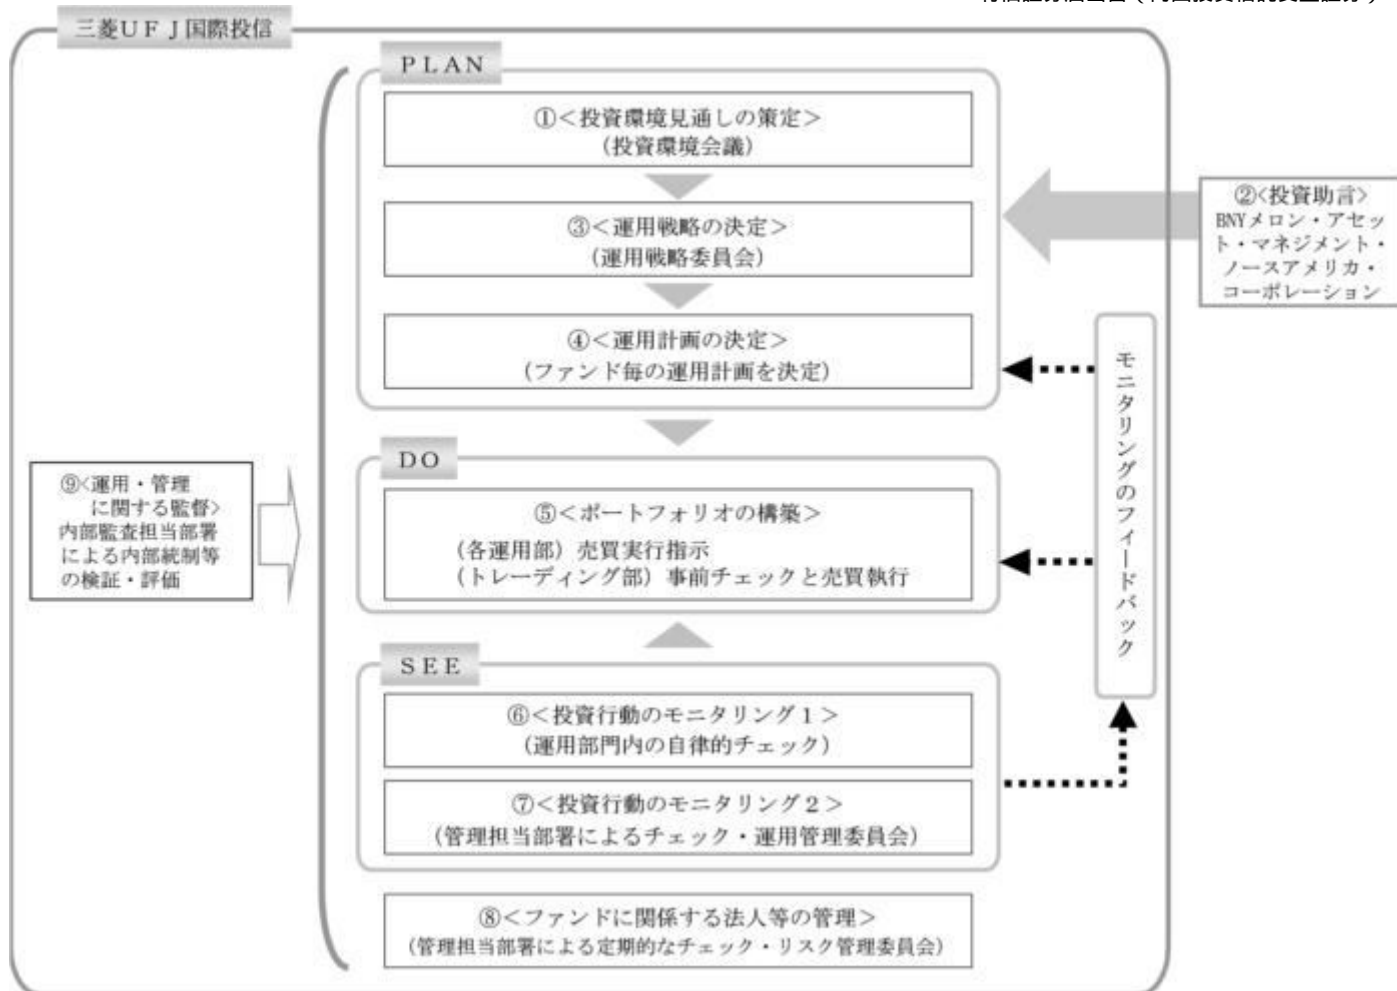 三菱ＵＦＪ国際投信
ＰＬＡＮ
①＜投資環境見通しの策定＞
（投資環境会議）
②<投資助言>
BNYメロン・アセッ
ト・マネジメント・
ノースアメリカ・
コーポレーション
③＜運用戦略の決定＞
（運用戦略委員会）
④＜運用計画の決定＞
（ファンド毎の運用計画を決定）
モニタリングのフィードバック
ＤＯ
⑤＜ポートフォリオの構築＞
（各運用部）売買実行指示
（トレーディング部）事前チェックと売買執行
⑨<運用・管理
に関する監督>
内部監査担当部署
による内部統制等
の検証・評価
ＳＥＥ
⑥＜投資行動のモニタリング１＞
（運用部門内の自律的チェック）
⑦＜投資行動のモニタリング２＞
（管理担当部署によるチェック・運用管理委員会）
⑧＜ファンドに関係する法人等の管理＞
（管理担当部署による定期的なチェック・リスク管理委員会）